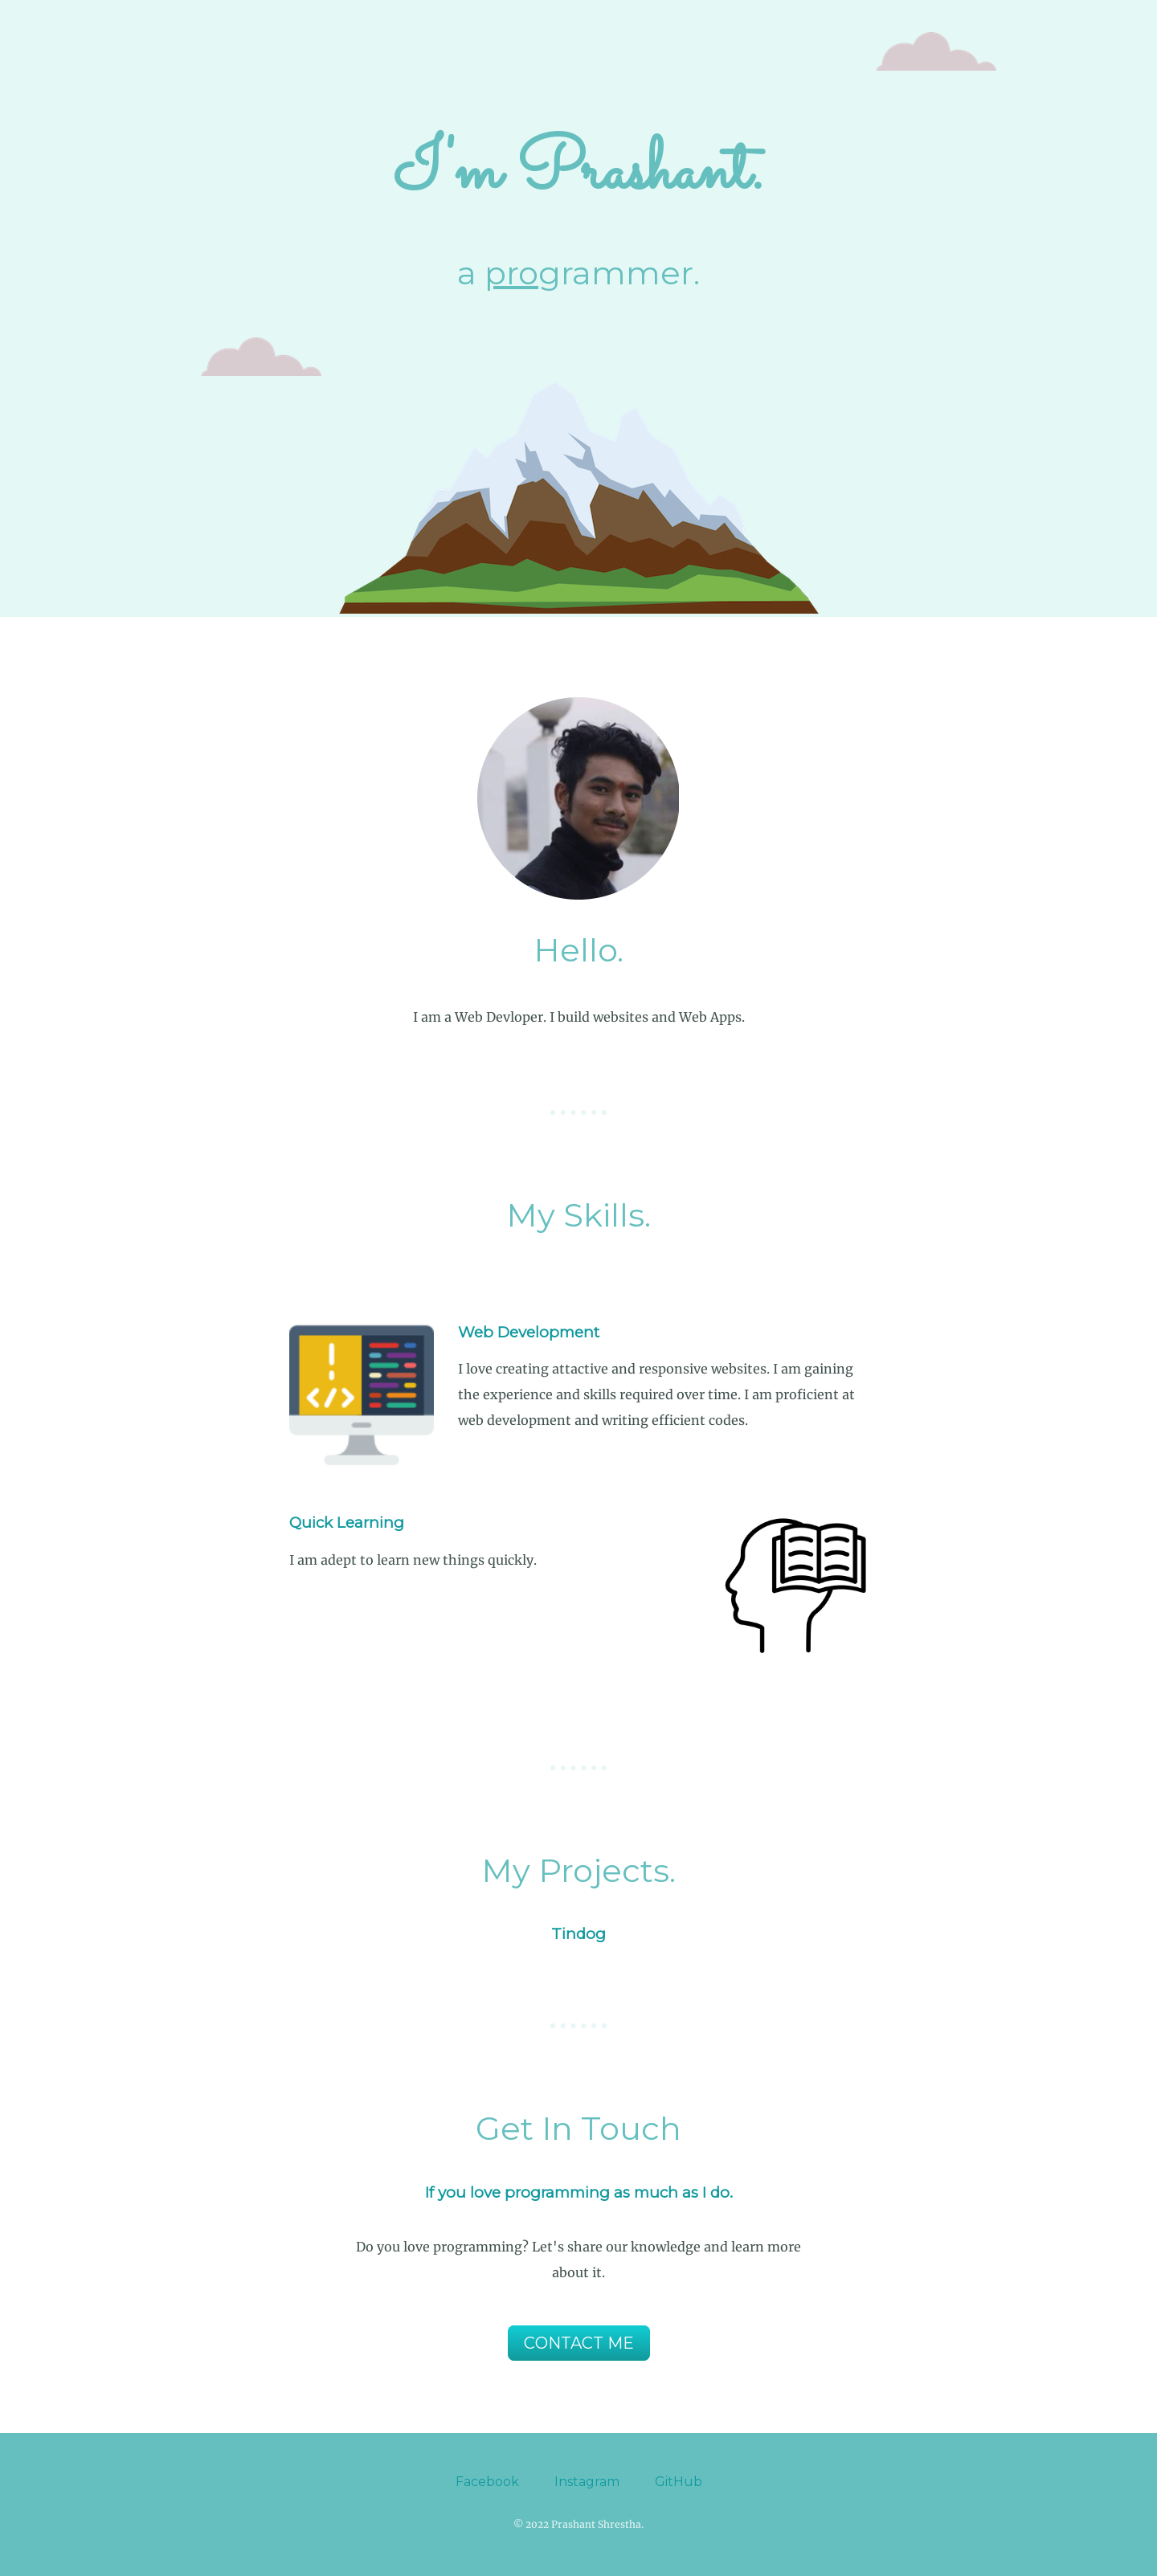 I'm Prashant.
a programmer.
Hello.
I am a Web Devloper. I build websites and Web Apps.
My Skills.
Web Development
I love creating attactive and responsive websites. I am gaining
the experience and skills required over time. I am proficient at
web development and writing efficient codes.
Quick Learning
I am adept to learn new things quickly.
My Projects.
Tindog
Get In Touch
If you love programming as much as I do.
Do you love programming? Let's share our knowledge and learn more
about it.
CONTACT ME
Facebook Instagram GitHub
© 2022 Prashant Shrestha.